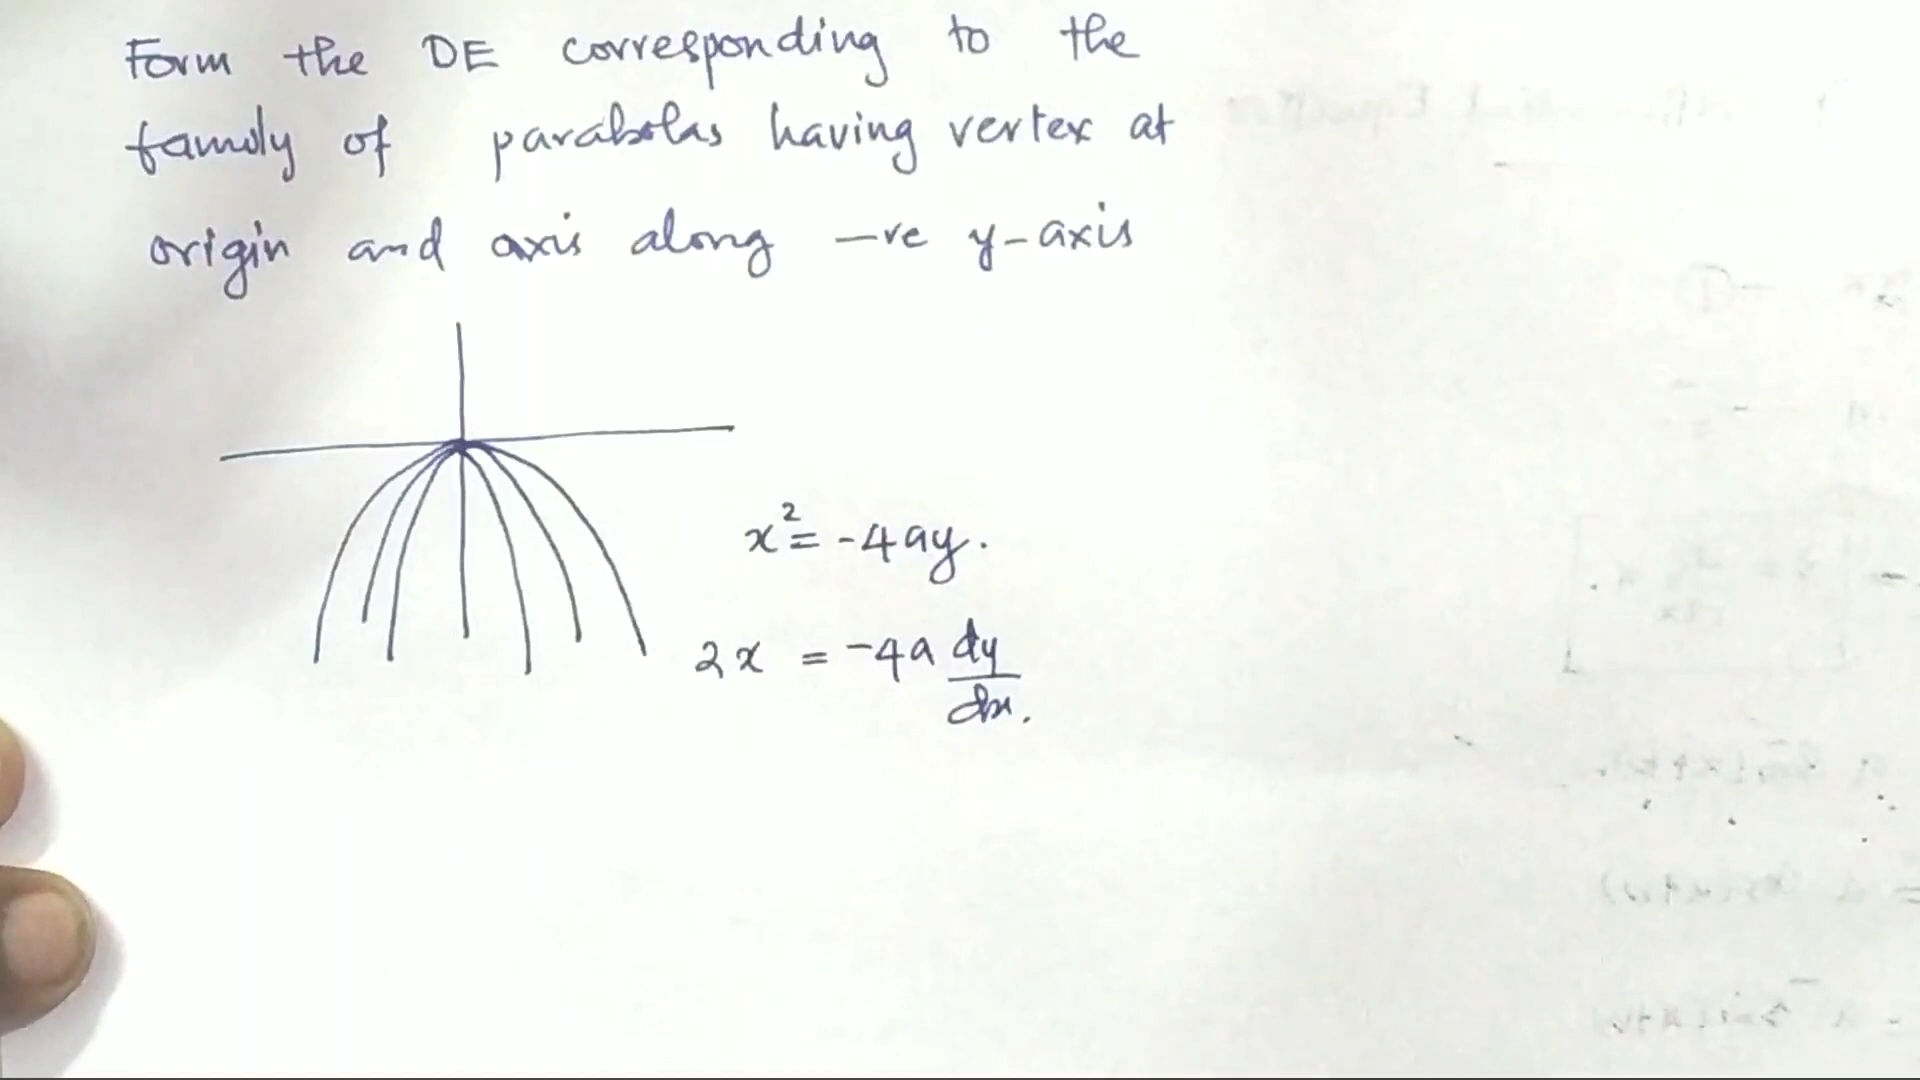 Form the DE corresponding to the
family of parabolas having vertex at
origin and axis along -ve y-axis
x² = -4ay.
2x = -4a dy/dx.